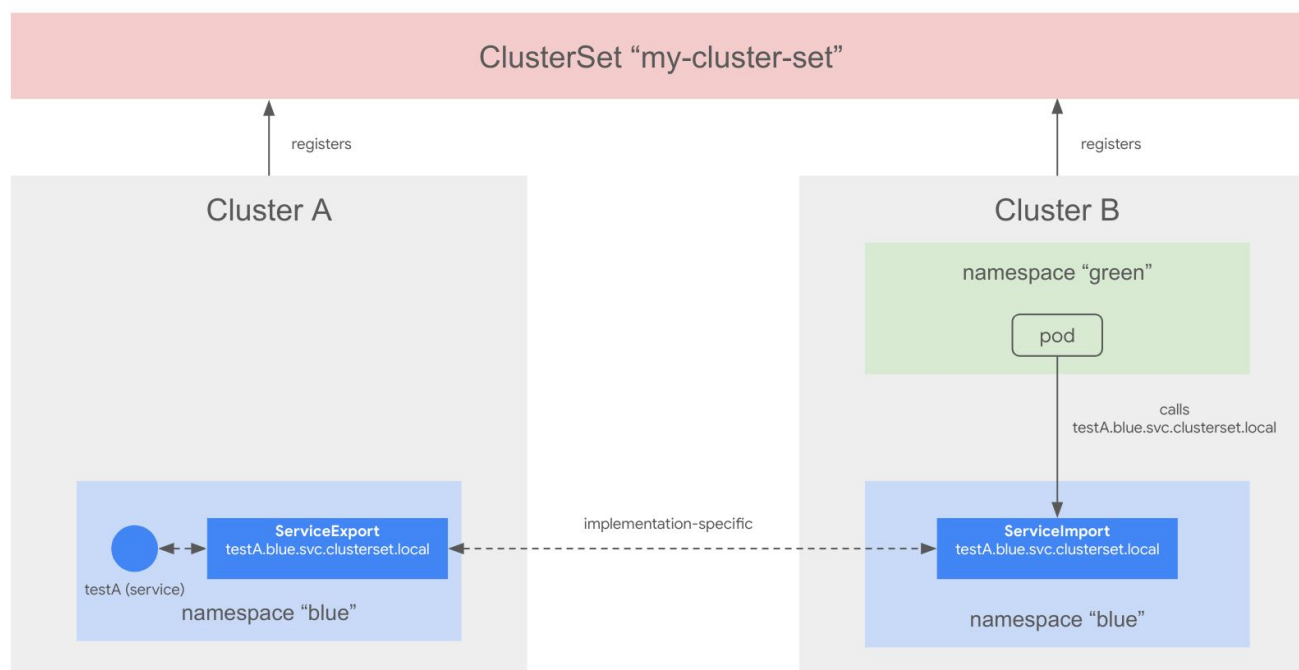 ClusterSet “my-cluster-set”
registers
registers
Cluster A
Cluster B
namespace “green”
pod
calls
testA.blue.svc.clusterset.local
ServiceExport
testA.blue.svc.clusterset.local
testA (service)
namespace “blue”
implementation-specific
ServiceImport
testA.blue.svc.clusterset.local
namespace “blue”